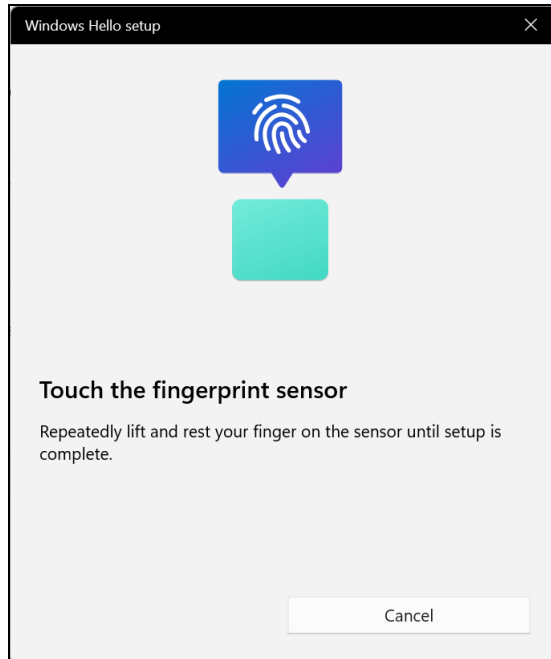 Windows Hello setup
Touch the fingerprint sensor
Repeatedly lift and rest your finger on the sensor until setup is
complete.
Cancel